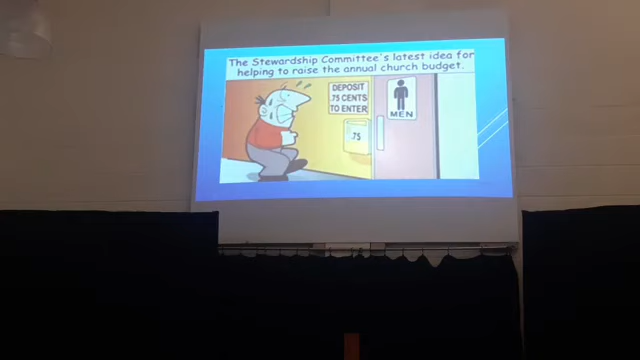 The Stewardship Committee's latest idea for
helping to raise the annual church budget.
DEPOSIT
.75 CENTS
TO ENTER
.75
MEN